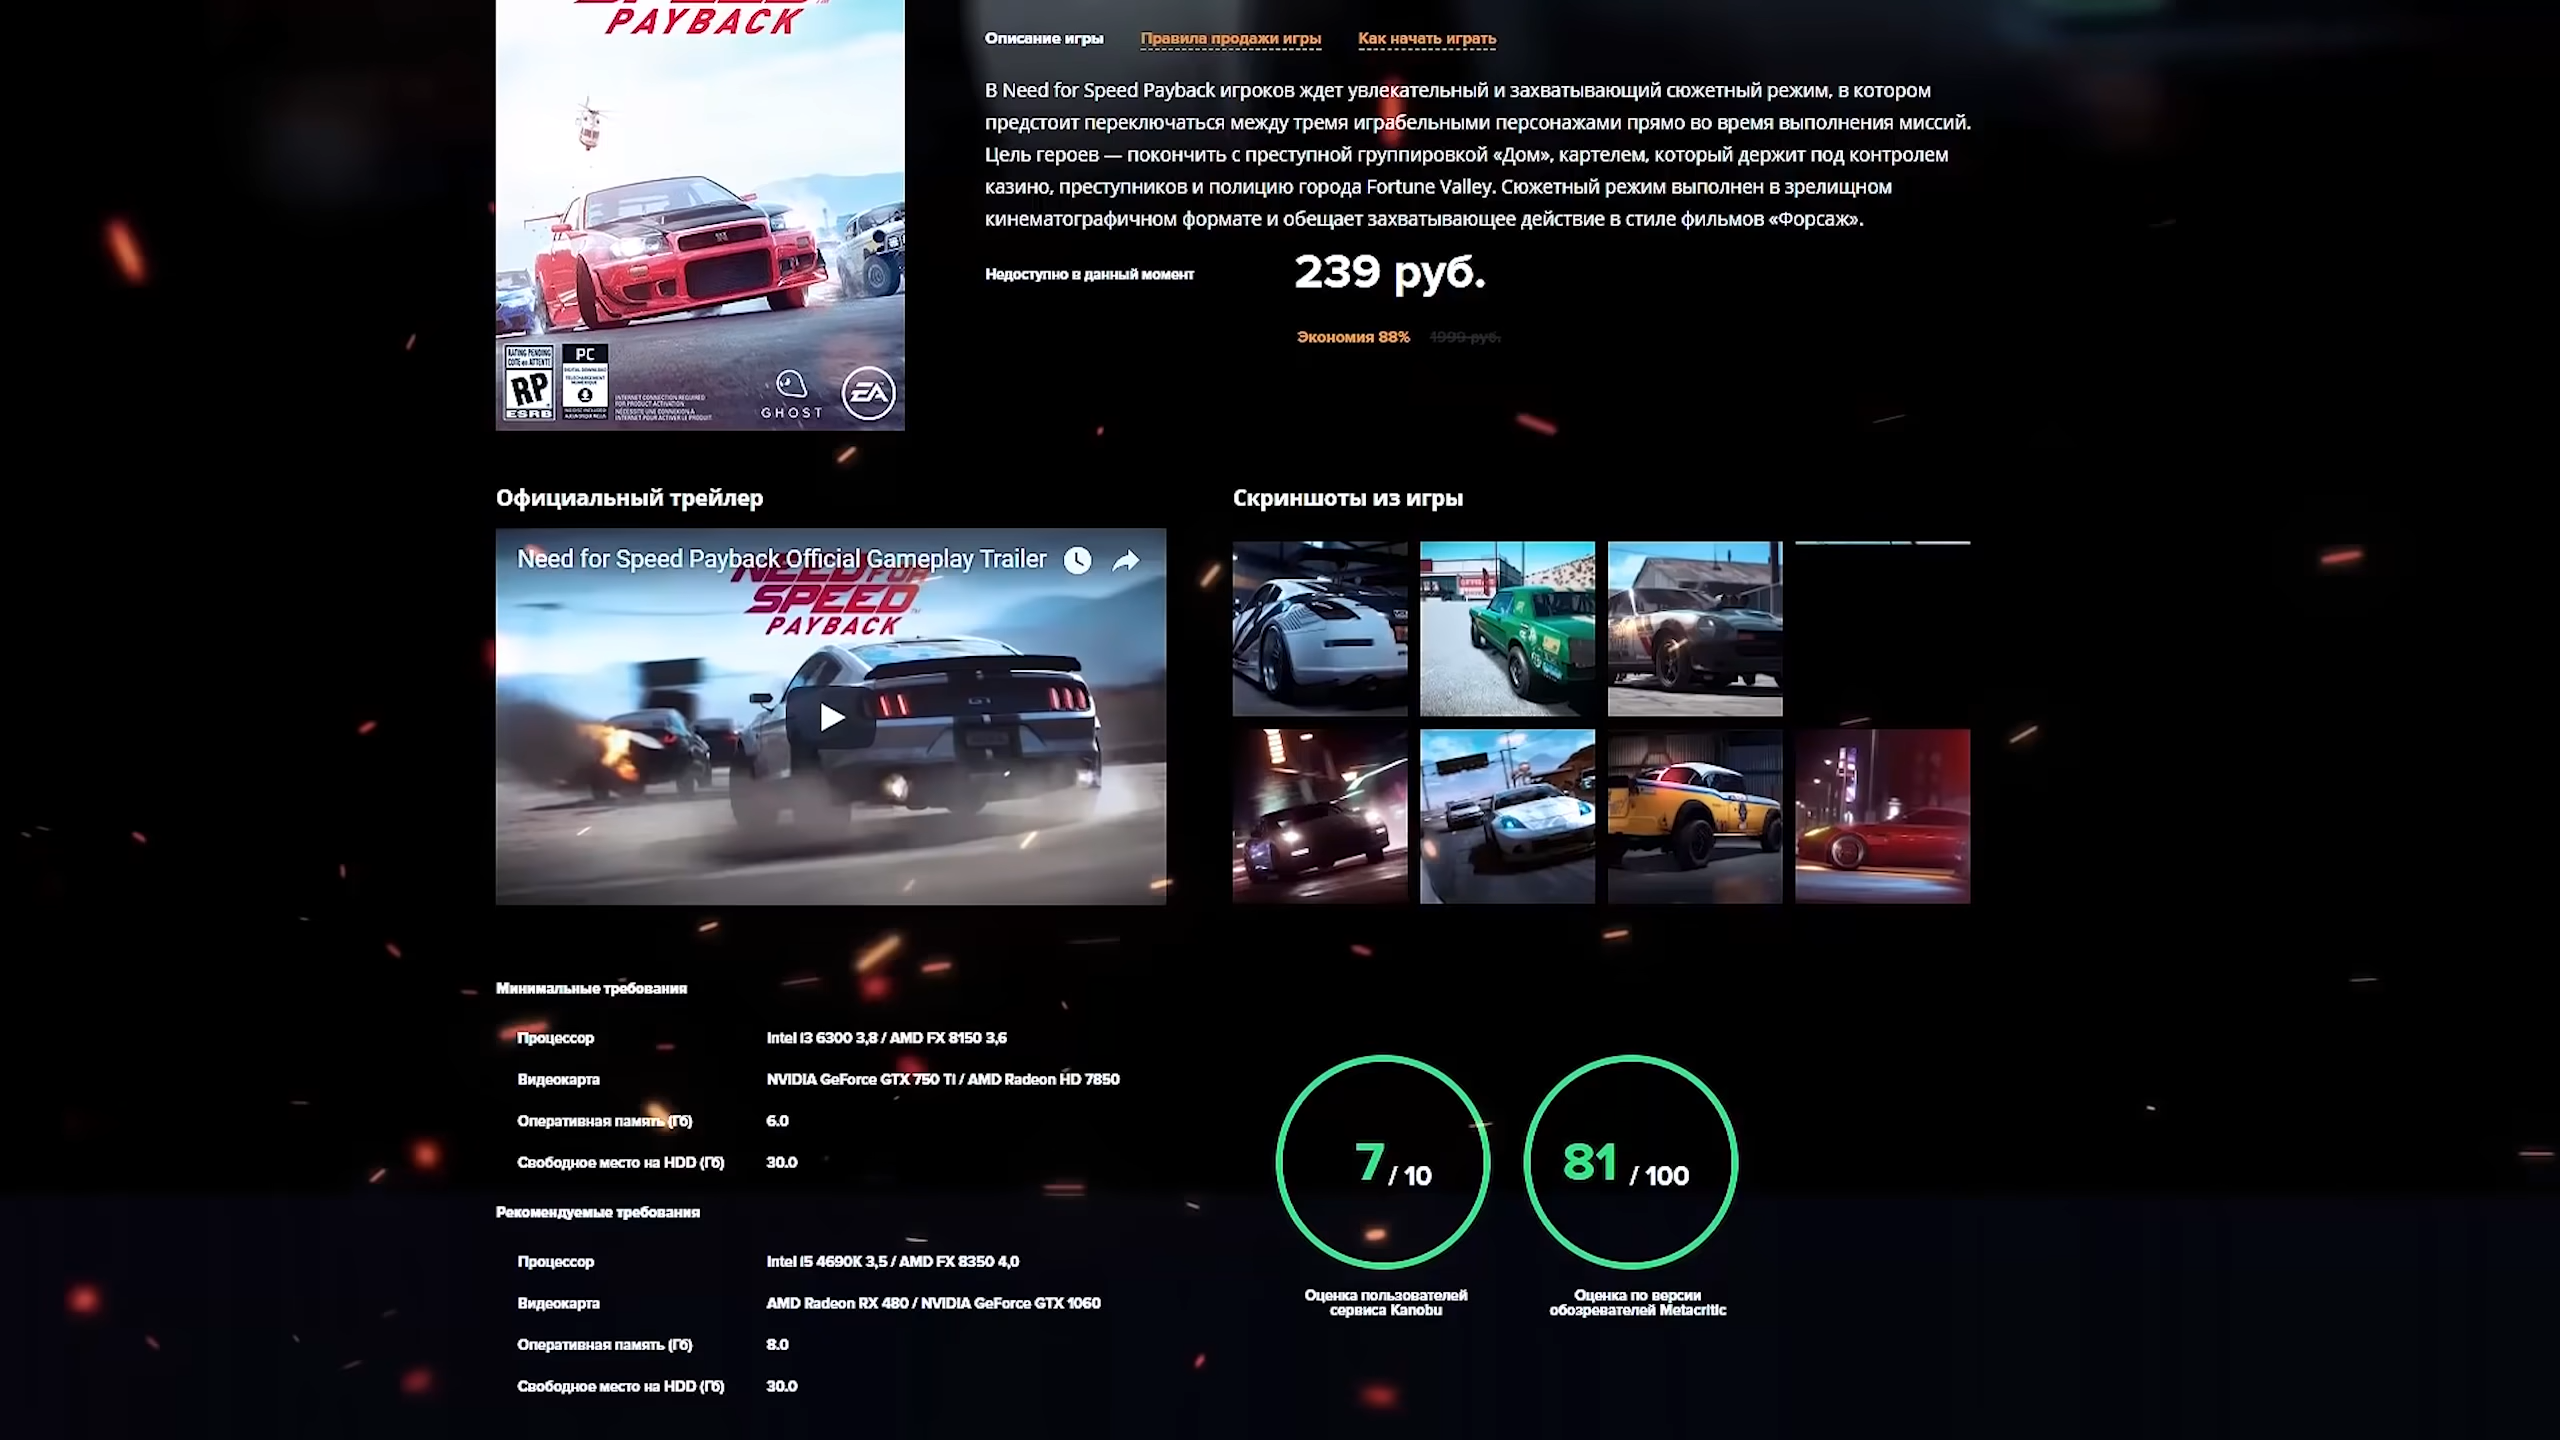 PAYBACK
Описание игры
Правила продажи игры
Как начать играть
В Need for Speed Payback игроков ждет увлекательный и захватывающий сюжетный режим, в котором
предстоит переключаться между тремя играбельными персонажами прямо во время выполнения миссий.
Цель героев — покончить с преступной группировкой «Дом», картелем, который держит под контролем
казино, преступников и полицию города Fortune Valley. Сюжетный режим выполнен в зрелищном
кинематографичном формате и обещает захватывающее действие в стиле фильмов «Форсаж».
Недоступно в данный момент
239 руб.
Экономия 88%
1999 руб.
RATING PENDING
RP
ESRB
PC
GHOST
EA
Официальный трейлер
Need for Speed Payback Official Gameplay Trailer
NEED FOR
SPEED
PAYBACK
GT
Скриншоты из игры
Минимальные требования
Процессор
Intel i3 6300 3,8 / AMD FX 8150 3,6
Видеокарта
NVIDIA GeForce GTX 750 Ti / AMD Radeon HD 7850
Оперативная память (Гб)
6.0
Свободное место на HDD (Гб)
30.0
Рекомендуемые требования
Процессор
Intel i5 4690K 3,5 / AMD FX 8350 4,0
Видеокарта
AMD Radeon RX 480 / NVIDIA GeForce GTX 1060
Оперативная память (Гб)
8.0
Свободное место на HDD (Гб)
30.0
7 / 10
Оценка пользователей
сервиса Kanobu
81 / 100
Оценка по версии
обозревателей Metacritic